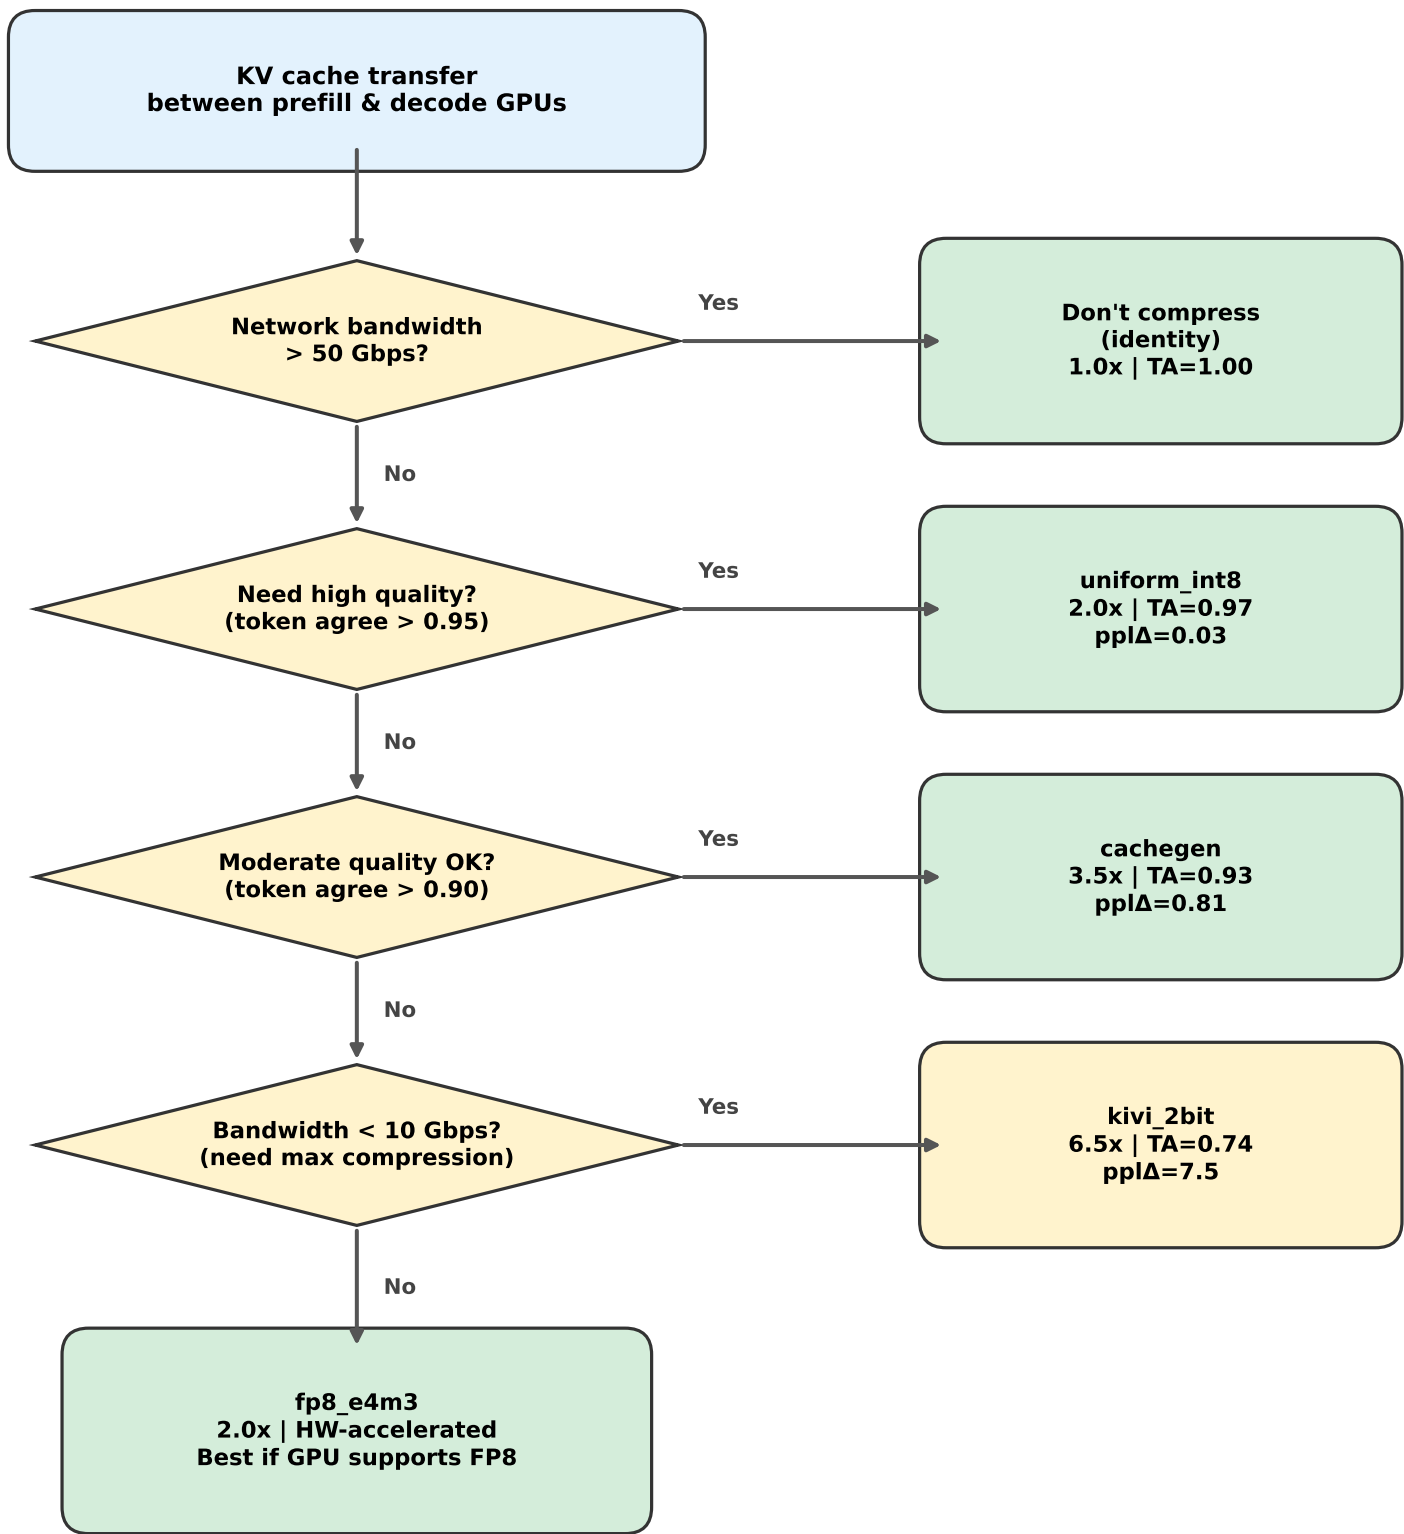 KV cache transfer
between prefill & decode GPUs
Network bandwidth
> 50 Gbps?
Yes
Don't compress
(identity)
1.0x | TA=1.00
No
Need high quality?
(token agree > 0.95)
Yes
uniform_int8
2.0x | TA=0.97
pplΔ=0.03
No
Moderate quality OK?
(token agree > 0.90)
Yes
cachegen
3.5x | TA=0.93
pplΔ=0.81
No
Bandwidth < 10 Gbps?
(need max compression)
Yes
kivi_2bit
6.5x | TA=0.74
pplΔ=7.5
No
fp8_e4m3
2.0x | HW-accelerated
Best if GPU supports FP8